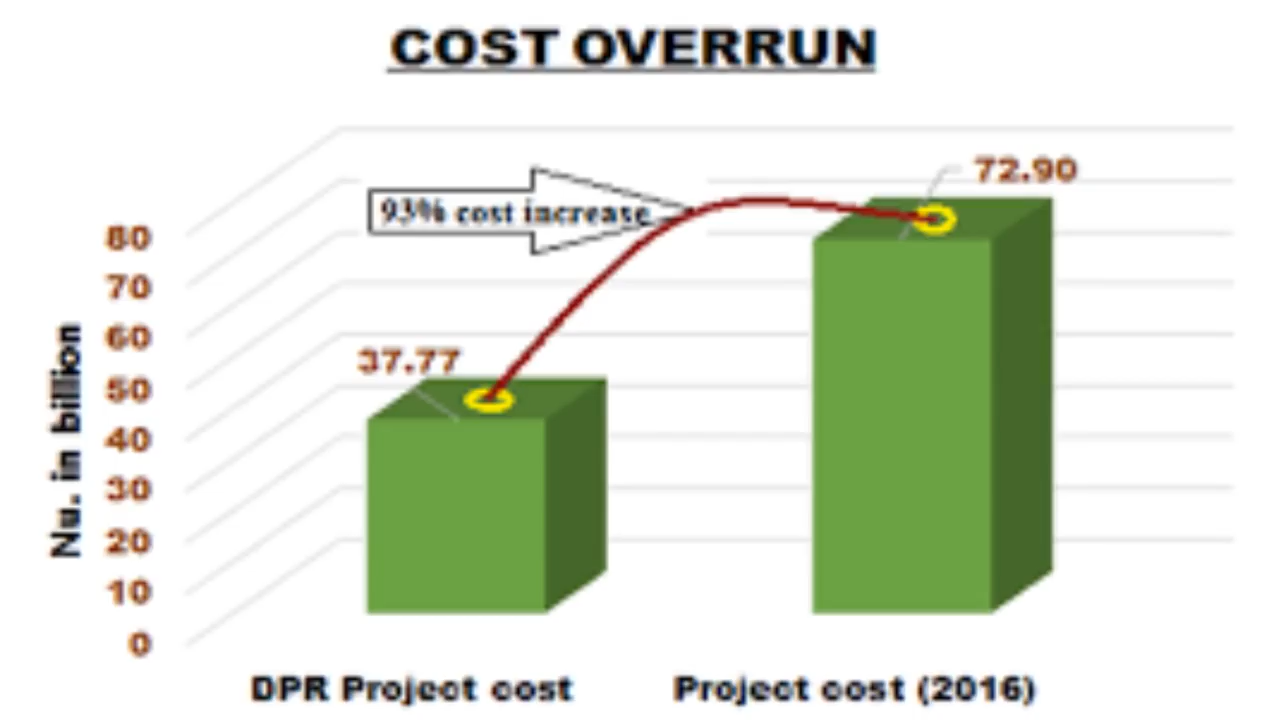 COST OVERRUN
72.90
93% cost increase
37.77
Nu. in billion
80
70
60
50
40
30
20
10
0
DPR Project cost
Project cost (2016)